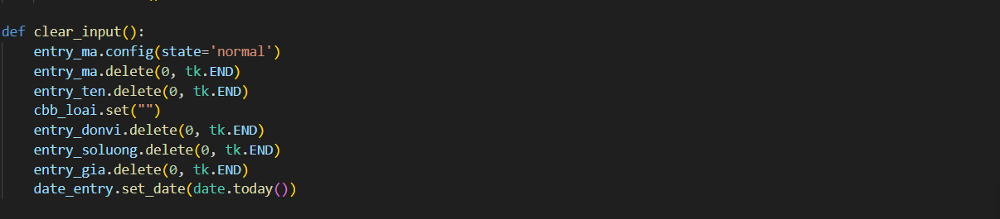 def clear_input():
    entry_ma.config(state='normal')
    entry_ma.delete(0, tk.END)
    entry_ten.delete(0, tk.END)
    cbb_loai.set("")
    entry_donvi.delete(0, tk.END)
    entry_soluong.delete(0, tk.END)
    entry_gia.delete(0, tk.END)
    date_entry.set_date(date.today())